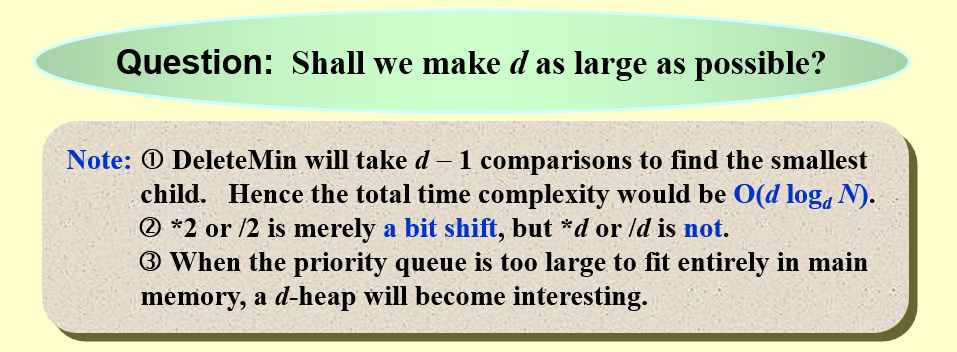 Question: Shall we make d as large as possible?
Note: ① DeleteMin will take d – 1 comparisons to find the smallest
child. Hence the total time complexity would be O(d log_d N).
② *2 or /2 is merely a bit shift, but *d or /d is not.
③ When the priority queue is too large to fit entirely in main
memory, a d-heap will become interesting.